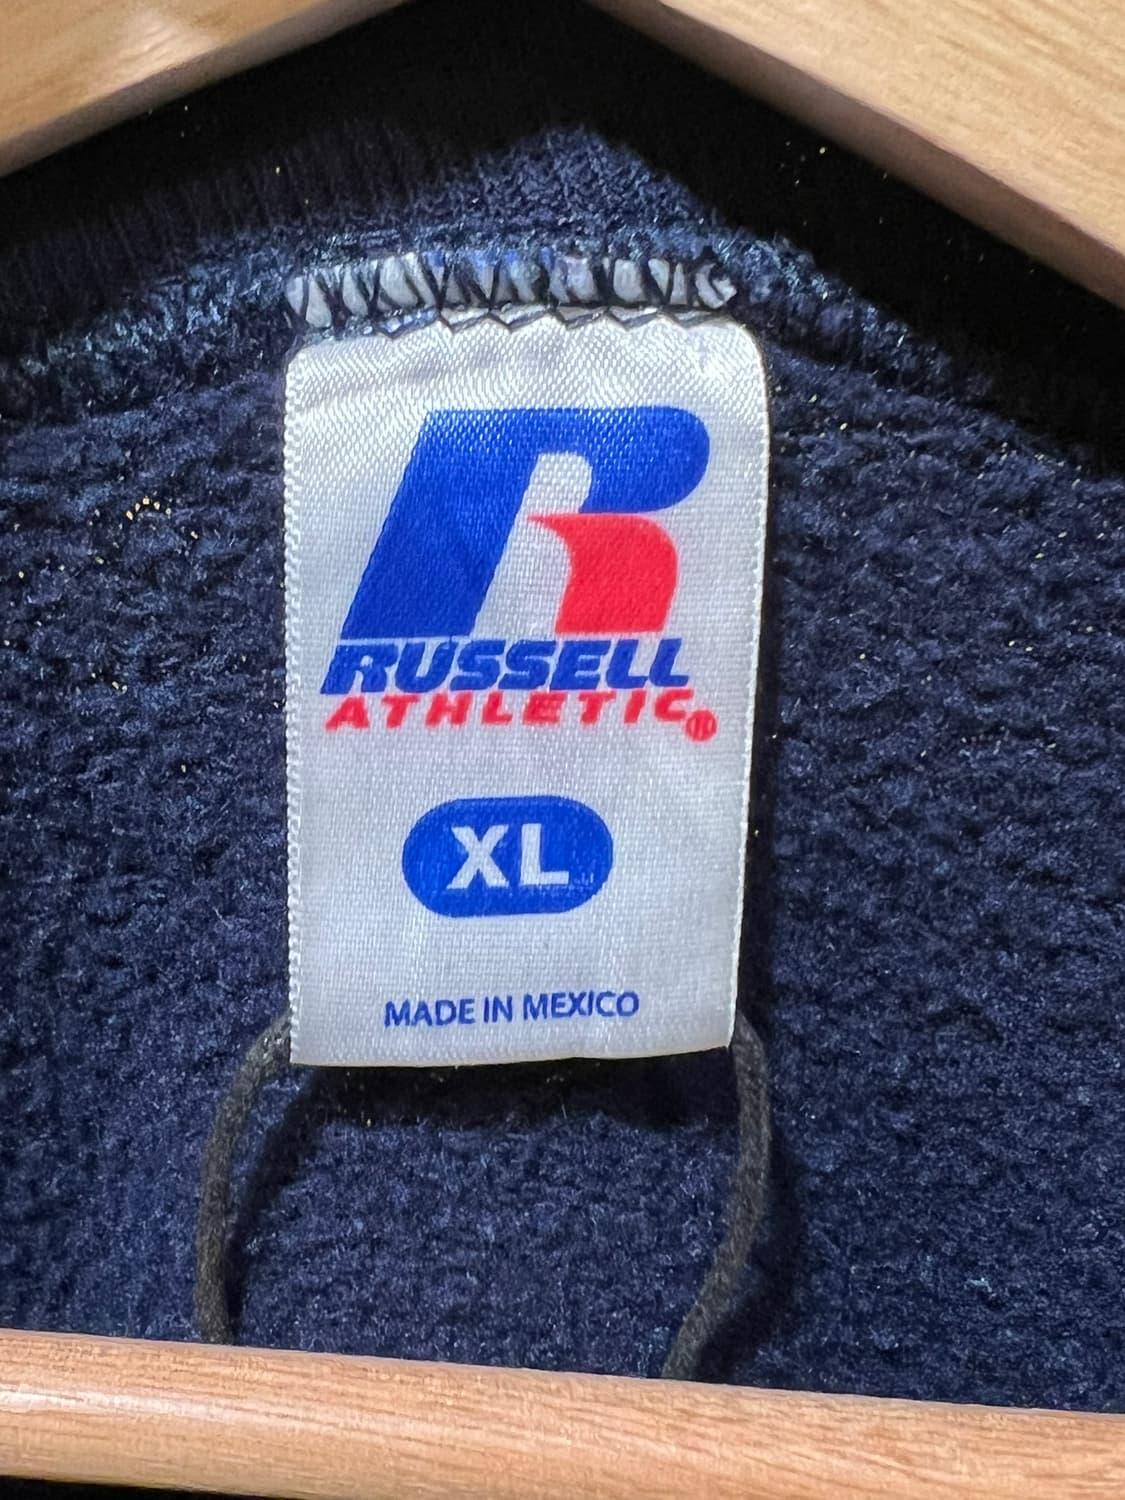 R
RUSSELL
ATHLETIC®
XL
MADE IN MEXICO